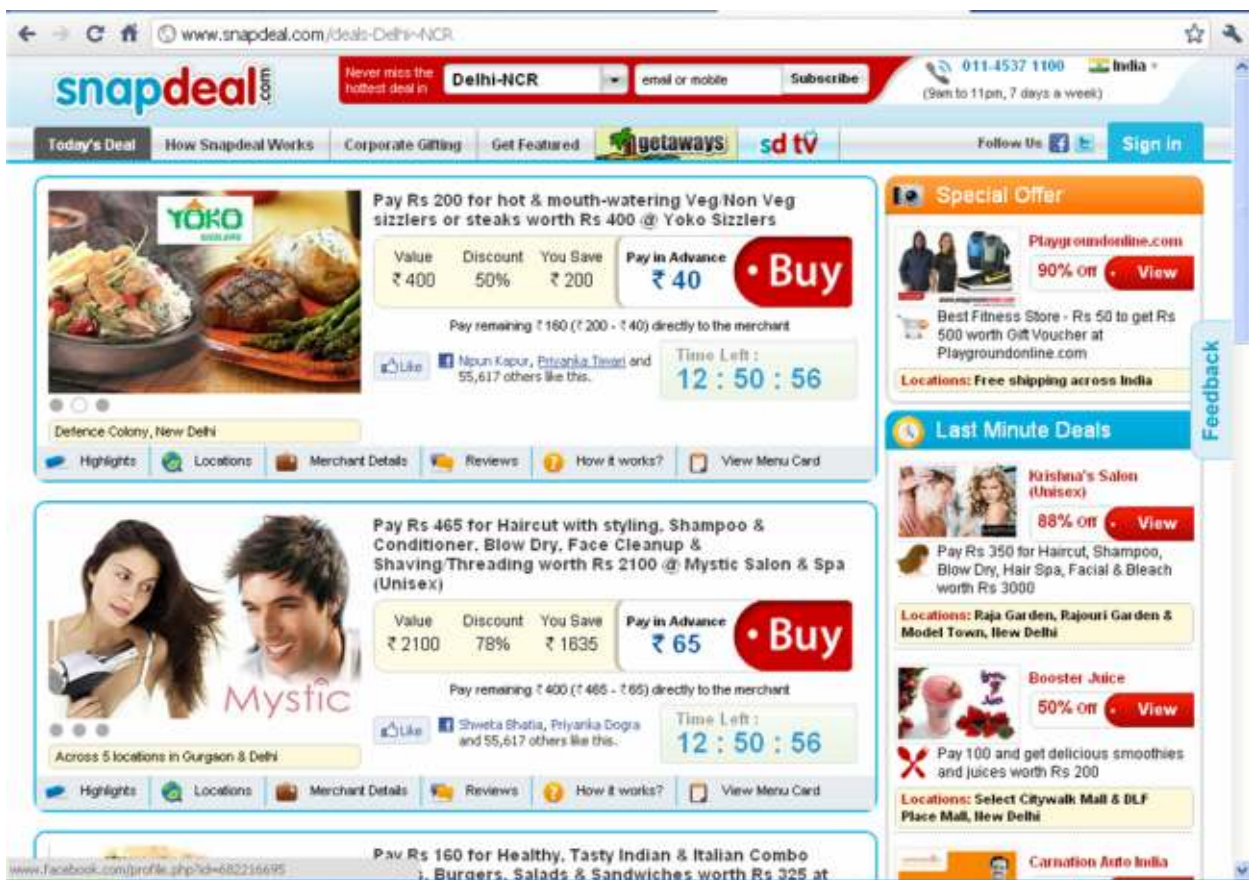 www.snapdeal.com/deals-Delhi-NCR
snapdeal.com
Never miss the
hottest deal in
Delhi-NCR
email or mobile
Subscribe
011-4537 1100
India
(9am to 11pm, 7 days a week)
Today's Deal
How Snapdeal Works
Corporate Gifting
Get Featured
getaways
sd tv
Follow Us
Sign in
YOKO
SIZZLERS
Pay Rs 200 for hot & mouth-watering Veg/Non Veg
sizzlers or steaks worth Rs 400 @ Yoko Sizzlers
Value Discount You Save
₹ 400 50% ₹ 200
Pay in Advance
₹ 40
Buy
Pay remaining ₹ 160 (₹ 200 - ₹ 40) directly to the merchant
Like
Nipun Kapur, Priyanka Tiwari and
55,617 others like this.
Time Left :
12 : 50 : 56
Defence Colony, New Delhi
Highlights Locations Merchant Details Reviews How it works? View Menu Card
Pay Rs 465 for Haircut with styling, Shampoo &
Conditioner, Blow Dry, Face Cleanup &
Shaving/Threading worth Rs 2100 @ Mystic Salon & Spa
(Unisex)
Value Discount You Save
₹ 2100 78% ₹ 1635
Pay in Advance
₹ 65
Buy
Pay remaining ₹ 400 (₹ 465 - ₹ 65) directly to the merchant
Mystic
Like
Shweta Bhatia, Priyanka Dogra
and 55,617 others like this.
Time Left :
12 : 50 : 56
Across 5 locations in Gurgaon & Delhi
Highlights Locations Merchant Details Reviews How it works? View Menu Card
Pay Rs 160 for Healthy, Tasty Indian & Italian Combo
Burgers, Salads & Sandwiches worth Rs 325 at
www.facebook.com/profile.php?id=682216695
Special Offer
Playgroundonline.com
90% Off View
Best Fitness Store - Rs 50 to get Rs
500 worth Gift Voucher at
Playgroundonline.com
Locations: Free shipping across India
Feedback
Last Minute Deals
Krishna's Salon
(Unisex)
88% Off View
Pay Rs 350 for Haircut, Shampoo,
Blow Dry, Hair Spa, Facial & Bleach
worth Rs 3000
Locations: Raja Garden, Rajouri Garden &
Model Town, New Delhi
Booster Juice
50% Off View
Pay 100 and get delicious smoothies
and juices worth Rs 200
Locations: Select Citywalk Mall & DLF
Place Mall, New Delhi
Carnation Auto India